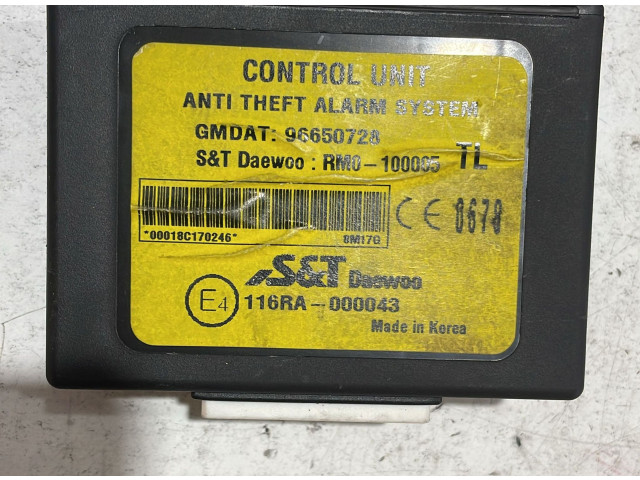 CONTROL UNIT
ANTI THEFT ALARM SYSTEM
GMDAT: 96650728
S&T Daewoo : RM0-100005 TL
CE 0678
*00018C170246* 8M17G
S&T Daewoo
E4 116RA-000043
Made in Korea